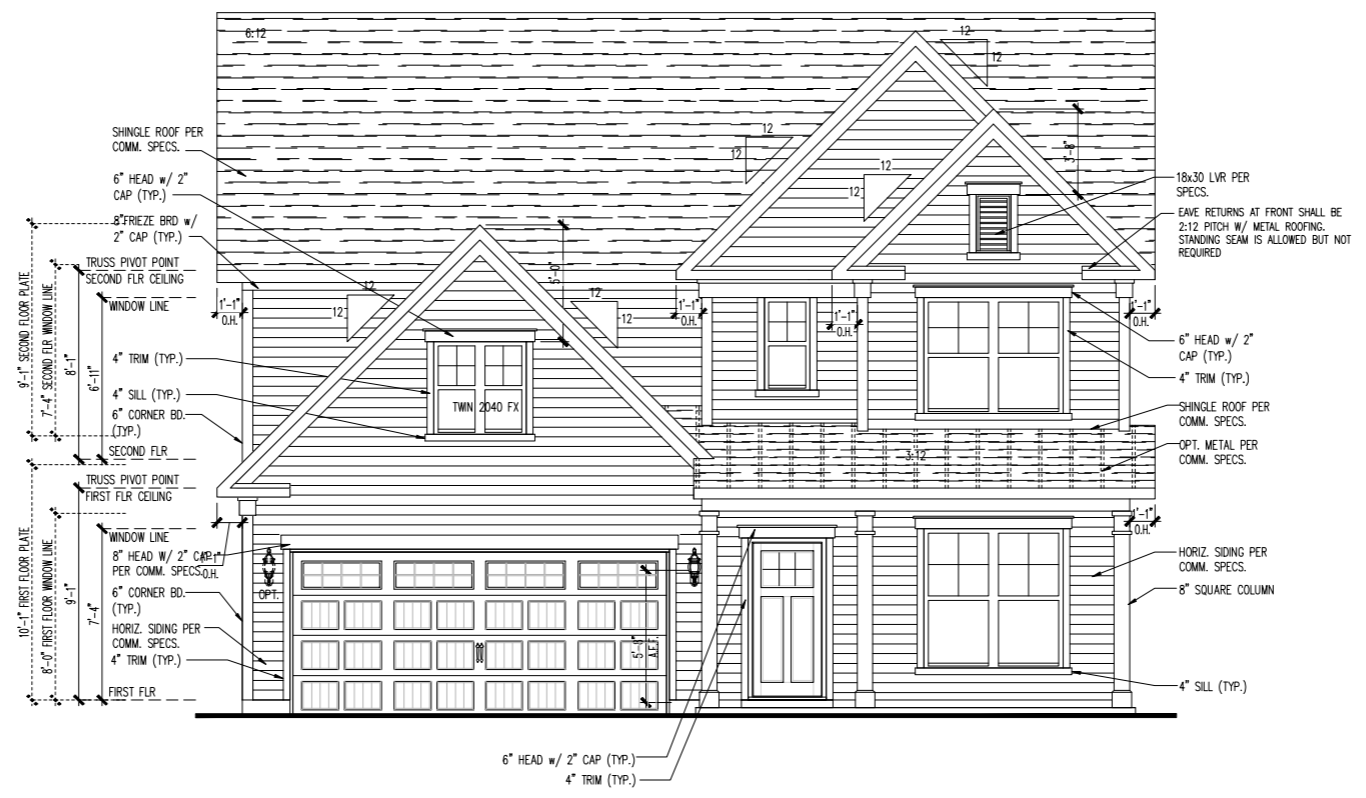 6:12
12
12
SHINGLE ROOF PER
COMM. SPECS.
12
12
3'-8"
12
12
6" HEAD w/ 2"
CAP (TYP.)
18x30 LVR PER
SPECS.
8"FRIEZE BRD w/
2" CAP (TYP.)
EAVE RETURNS AT FRONT SHALL BE
2:12 PITCH W/ METAL ROOFING.
STANDING SEAM IS ALLOWED BUT NOT
REQUIRED
TRUSS PIVOT POINT
SECOND FLR CEILING
5'-0"
WINDOW LINE
9'-1" SECOND FLOOR PLATE
7'-4" SECOND FLR WINDOW LINE
8'-1"
6'-11"
1'-1"
O.H.
12
12
12
12
1'-1"
O.H.
1'-1"
O.H.
1'-1"
O.H.
6" HEAD w/ 2"
CAP (TYP.)
4" TRIM (TYP.)
4" TRIM (TYP.)
4" SILL (TYP.)
TWIN 2040 FX
6" CORNER BD.
(TYP.)
SHINGLE ROOF PER
COMM. SPECS.
SECOND FLR
3:12
OPT. METAL PER
COMM. SPECS.
TRUSS PIVOT POINT
FIRST FLR CEILING
10'-1" FIRST FLOOR PLATE
8'-0" FIRST FLOOR WINDOW LINE
9'-1"
7'-4"
WINDOW LINE
1'-1"
O.H.
8" HEAD W/ 2" CAP
PER COMM. SPECS.
1'-1"
O.H.
OPT.
6" CORNER BD.
(TYP.)
HORIZ. SIDING PER
COMM. SPECS.
8" SQUARE COLUMN
HORIZ. SIDING PER
COMM. SPECS.
5'-8"
A.F.F.
4" TRIM (TYP.)
FIRST FLR
4" SILL (TYP.)
6" HEAD w/ 2" CAP (TYP.)
4" TRIM (TYP.)